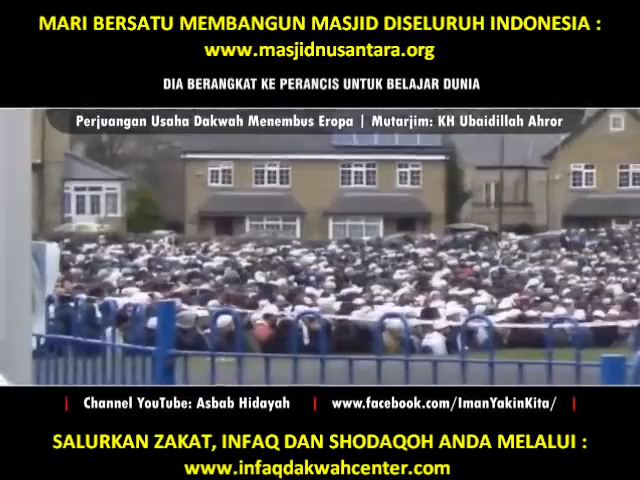 MARI BERSATU MEMBANGUN MASJID DISELURUH INDONESIA :
www.masjidnusantara.org
DIA BERANGKAT KE PERANCIS UNTUK BELAJAR DUNIA
Perjuangan Usaha Dakwah Menembus Eropa | Mutarjim: KH Ubaidillah Ahror
| Channel YouTube: Asbab Hidayah | www.facebook.com/ImanYakinKita/ |
SALURKAN ZAKAT, INFAQ DAN SHODAQOH ANDA MELALUI :
www.infaqdakwahcenter.com